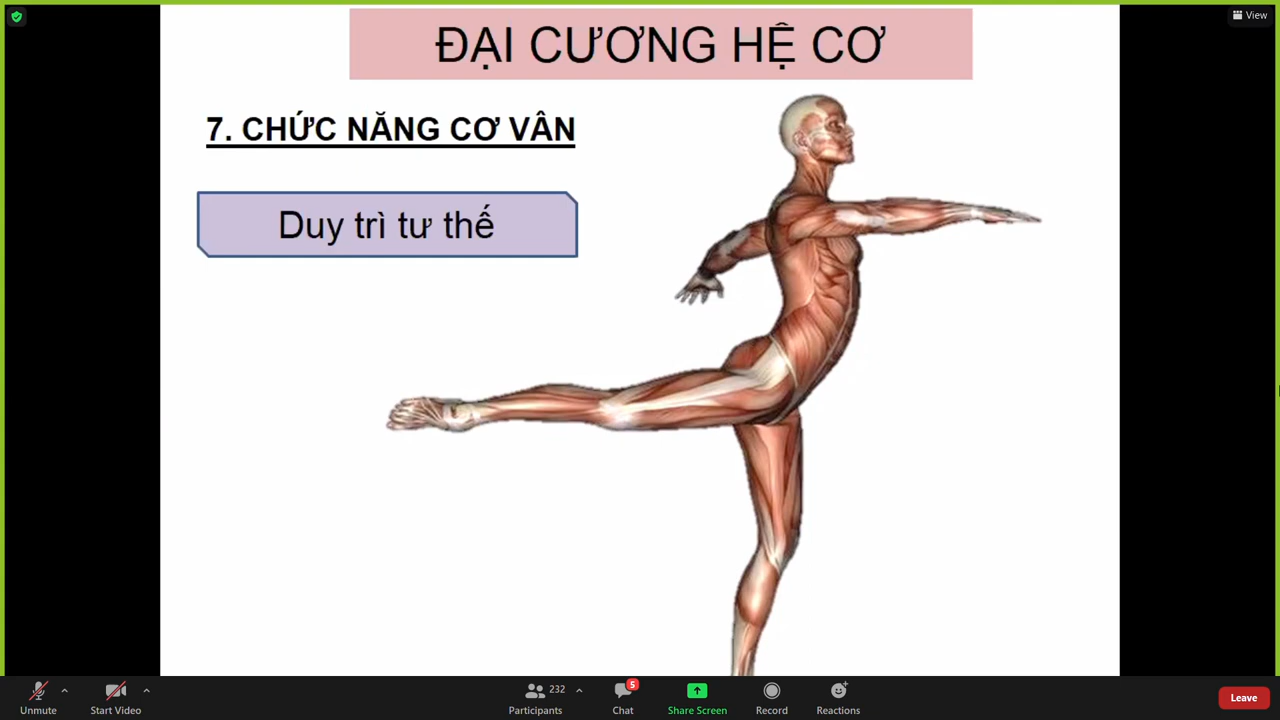 View
ĐẠI CƯƠNG HỆ CƠ
7. CHỨC NĂNG CƠ VÂN
Duy trì tư thế
Unmute
Start Video
232
Participants
5
Chat
Share Screen
Record
Reactions
Leave